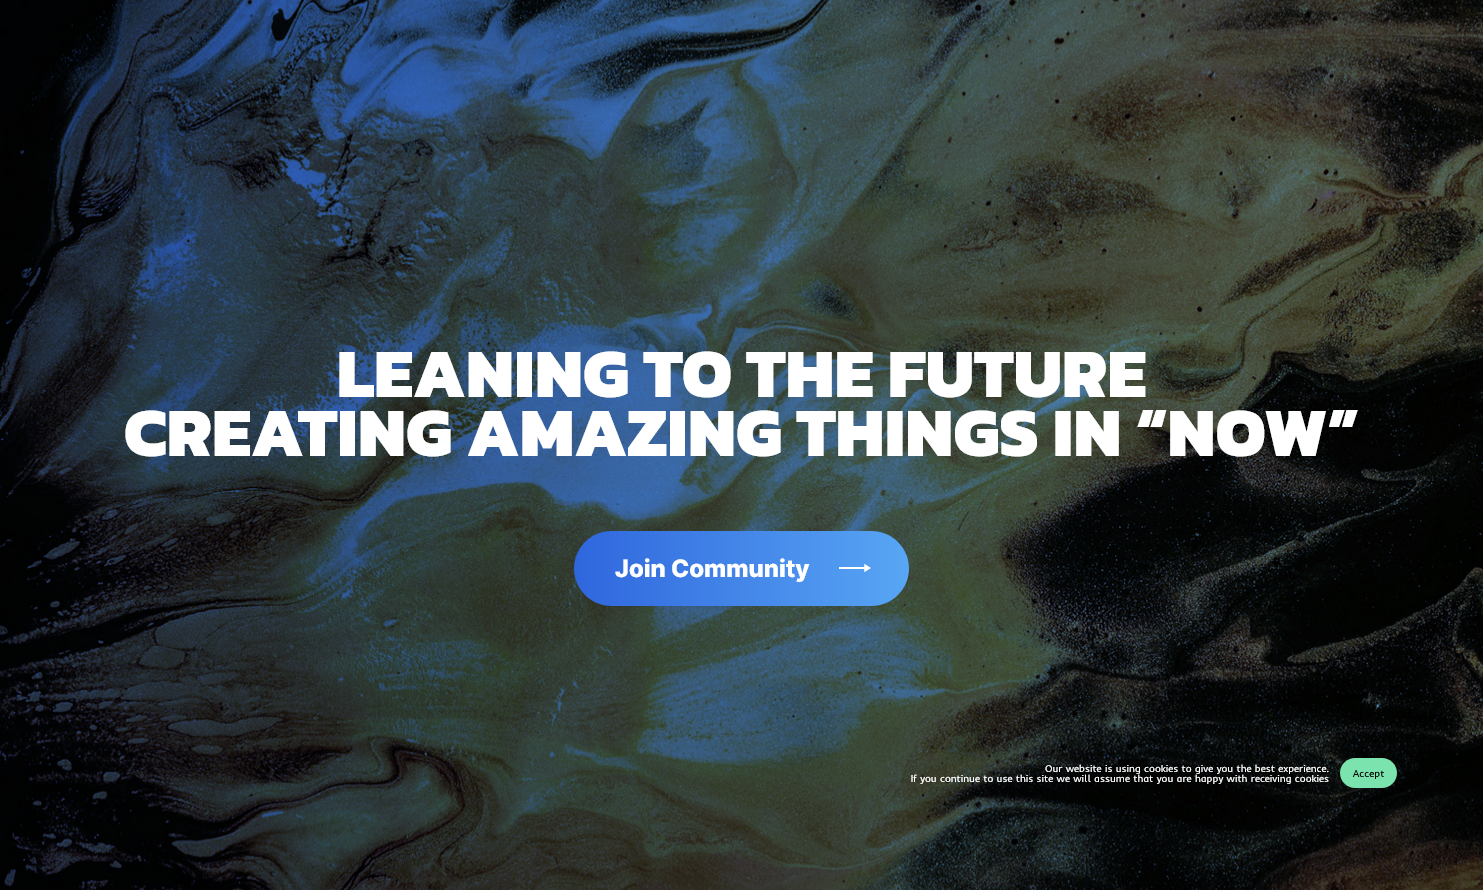 LEANING TO THE FUTURE
CREATING AMAZING THINGS IN “NOW”
Join Community
Our website is using cookies to give you the best experience.
If you continue to use this site we will assume that you are happy with receiving cookies
Accept